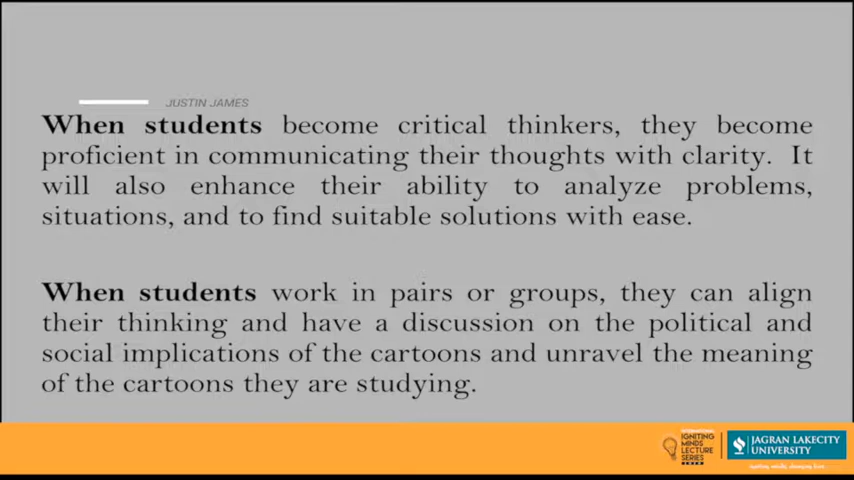 JUSTIN JAMES
When students become critical thinkers, they become
proficient in communicating their thoughts with clarity. It
will also enhance their ability to analyze problems,
situations, and to find suitable solutions with ease.
When students work in pairs or groups, they can align
their thinking and have a discussion on the political and
social implications of the cartoons and unravel the meaning
of the cartoons they are studying.
INTERNATIONAL
IGNITING
MINDS
LECTURE
SERIES
JAGRAN LAKECITY
UNIVERSITY